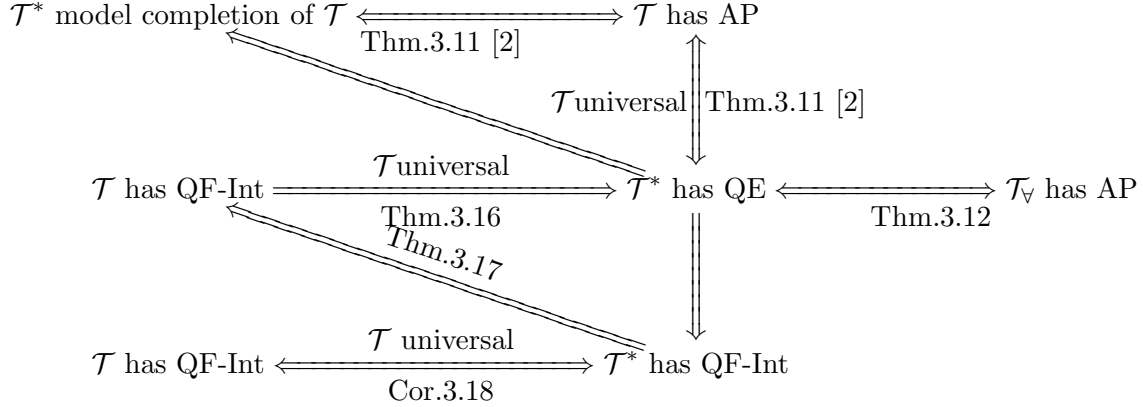 𝒯* model completion of 𝒯 𝒯 has AP
Thm.3.11 [2]
𝒯universal Thm.3.11 [2]
𝒯universal
𝒯 has QF-Int 𝒯* has QE 𝒯∀ has AP
Thm.3.16 Thm.3.12
Thm.3.17
𝒯 universal
𝒯 has QF-Int 𝒯* has QF-Int
Cor.3.18